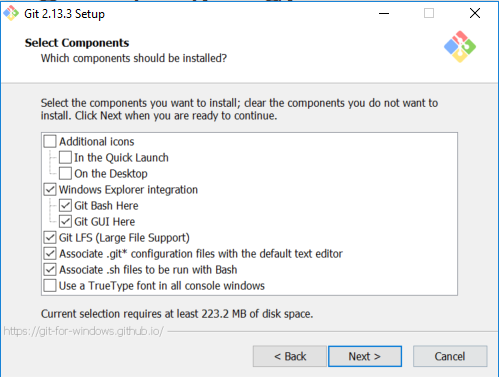 Git 2.13.3 Setup
Select Components
Which components should be installed?
Select the components you want to install; clear the components you do not want to
install. Click Next when you are ready to continue.
Additional icons
In the Quick Launch
On the Desktop
Windows Explorer integration
Git Bash Here
Git GUI Here
Git LFS (Large File Support)
Associate .git* configuration files with the default text editor
Associate .sh files to be run with Bash
Use a TrueType font in all console windows
Current selection requires at least 223.2 MB of disk space.
https://git-for-windows.github.io/
< Back
Next >
Cancel